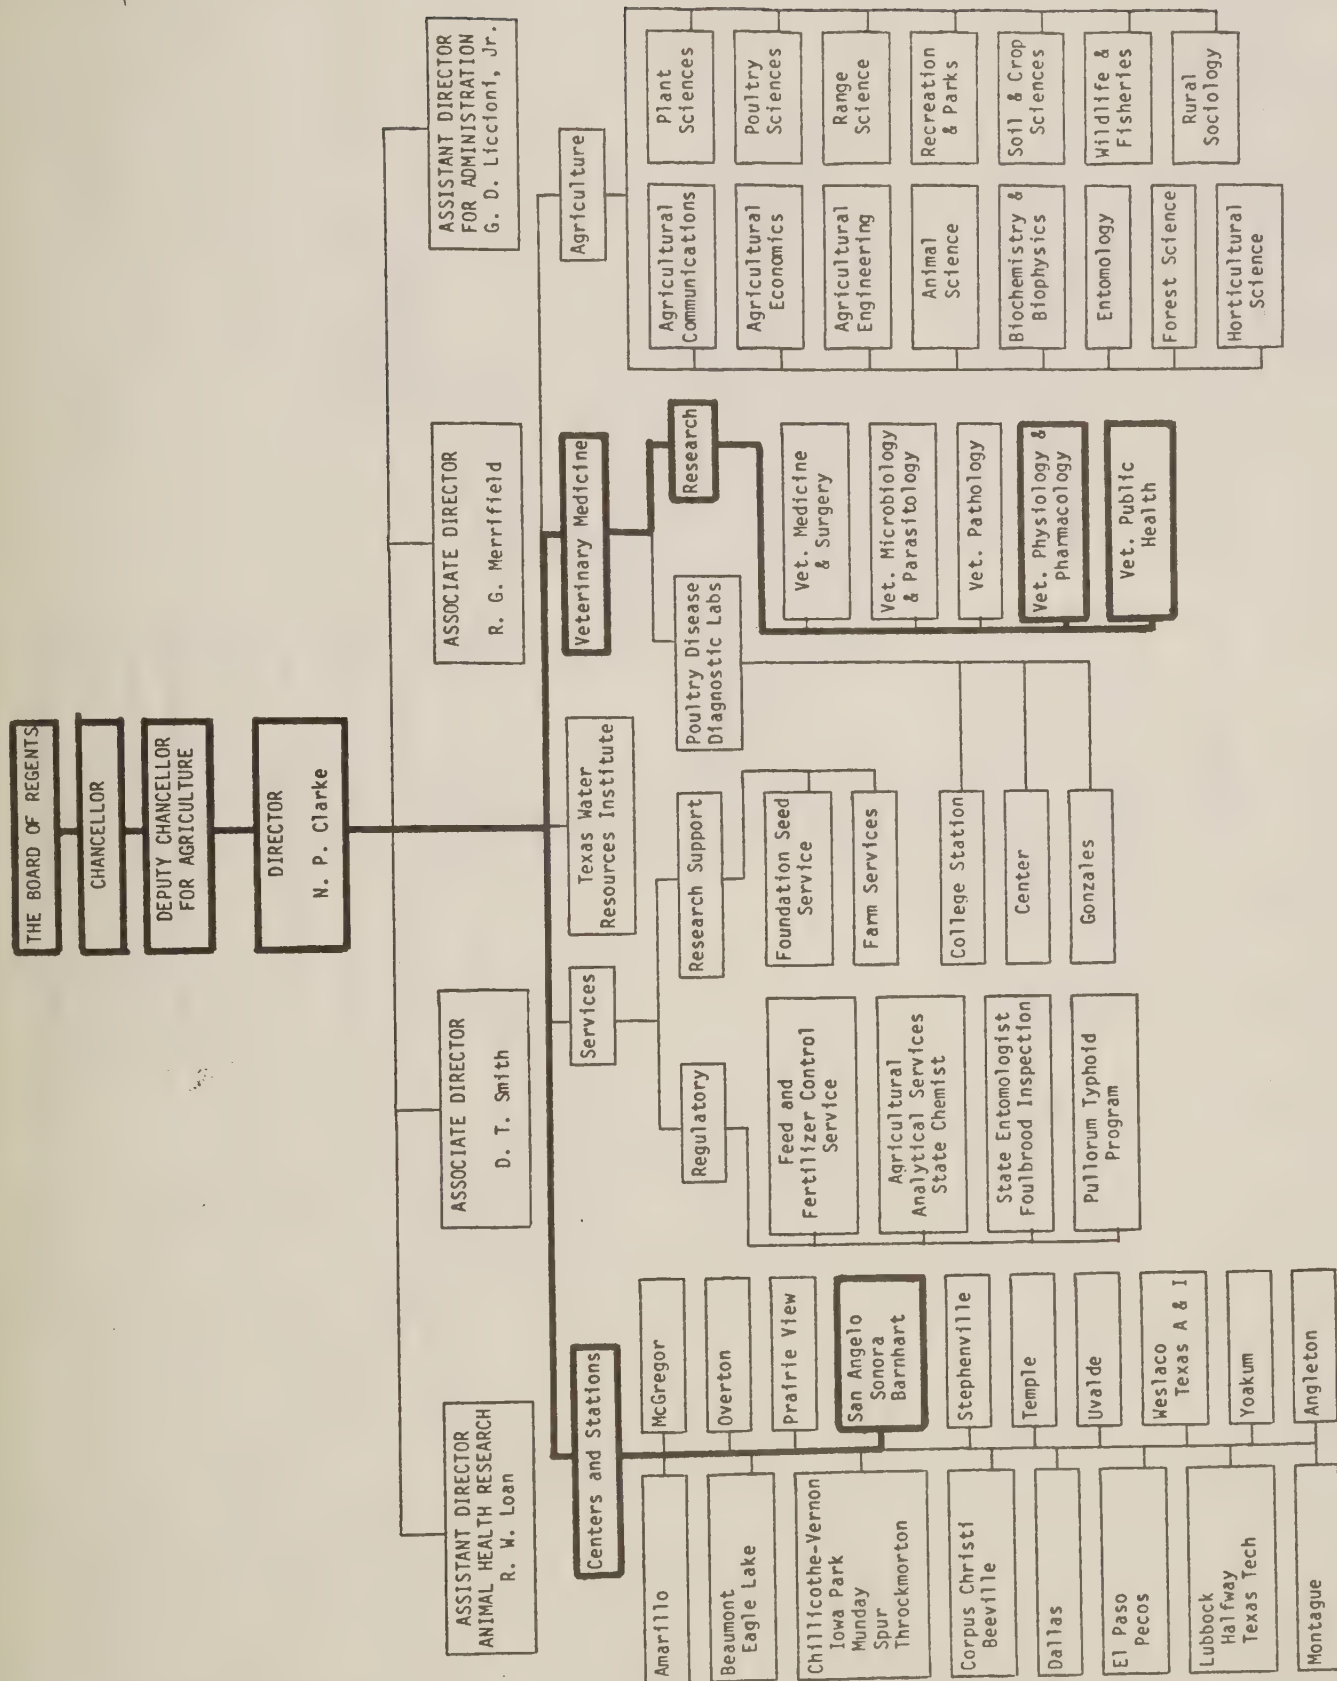 THE BOARD OF REGENTS
CHANCELLOR
DEPUTY CHANCELLOR
FOR AGRICULTURE
DIRECTOR
N. P. Clarke
ASSISTANT DIRECTOR
ANIMAL HEALTH RESEARCH
R. W. Loan
ASSOCIATE DIRECTOR
D. T. Smith
ASSOCIATE DIRECTOR
R. G. Merrifield
ASSISTANT DIRECTOR
FOR ADMINISTRATION
G. D. Liccioni, Jr.
Centers and Stations
Services
Texas Water
Resources Institute
Veterinary Medicine
Agriculture
Amarillo
Beaumont
Eagle Lake
Chillicothe-Vernon
Iowa Park
Munday
Spur
Throckmorton
Corpus Christi
Beeville
Dallas
El Paso
Pecos
Lubbock
Halfway
Texas Tech
Montague
McGregor
Overton
Prairie View
San Angelo
Sonora
Barnhart
Stephenville
Temple
Uvalde
Weslaco
Texas A & I
Yoakum
Angleton
Regulatory
Feed and
Fertilizer Control
Service
Agricultural
Analytical Services
State Chemist
State Entomologist
Foulbrood Inspection
Pullorum Typhoid
Program
Research Support
Foundation Seed
Service
Farm Services
Poultry Disease
Diagnostic Labs
College Station
Center
Gonzales
Research
Vet. Medicine
& Surgery
Vet. Microbiology
& Parasitology
Vet. Pathology
Vet. Physiology &
Pharmacology
Vet. Public
Health
Agricultural
Communications
Agricultural
Economics
Agricultural
Engineering
Animal
Science
Biochemistry &
Biophysics
Entomology
Forest Science
Horticultural
Science
Plant
Sciences
Poultry
Sciences
Range
Science
Recreation
& Parks
Soil & Crop
Sciences
Wildlife &
Fisheries
Rural
Sociology